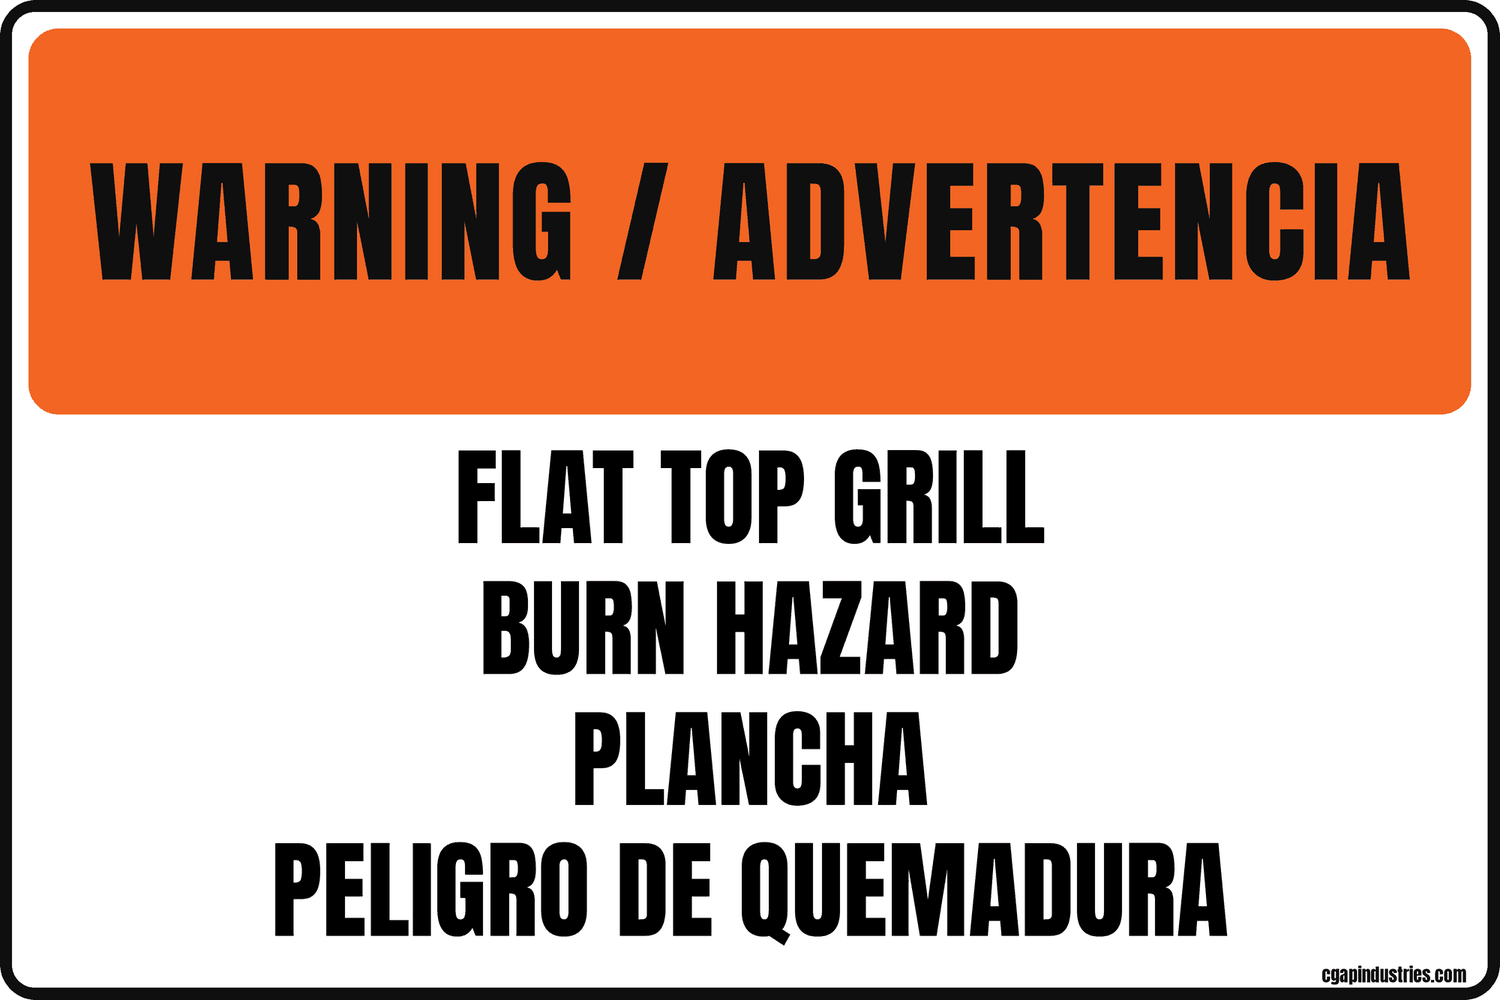 WARNING / ADVERTENCIA
FLAT TOP GRILL
BURN HAZARD
PLANCHA
PELIGRO DE QUEMADURA
cgapindustries.com